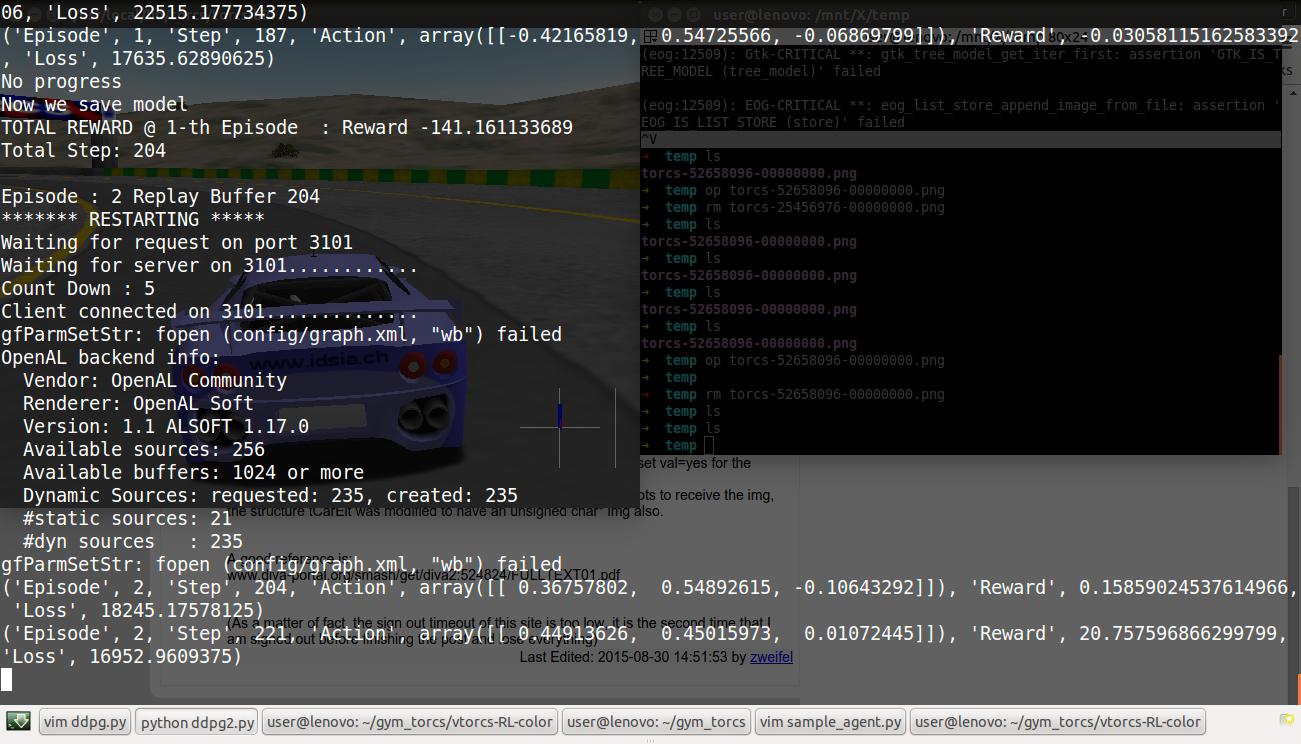 06, 'Loss', 22515.177734375)
('Episode', 1, 'Step', 187, 'Action', array([[-0.42165819,  0.54725566, -0.06869799]]), 'Reward', -0.03058115162583392
, 'Loss', 17635.62890625)
No progress
Now we save model
TOTAL REWARD @ 1-th Episode  : Reward -141.161133689
Total Step: 204
Episode : 2 Replay Buffer 204
******* RESTARTING *****
Waiting for request on port 3101
Waiting for server on 3101............
Count Down : 5
Client connected on 3101..............
gfParmSetStr: fopen (config/graph.xml, "wb") failed
OpenAL backend info:
  Vendor: OpenAL Community
  Renderer: OpenAL Soft
  Version: 1.1 ALSOFT 1.17.0
  Available sources: 256
  Available buffers: 1024 or more
  Dynamic Sources: requested: 235, created: 235
  #static sources: 21
  #dyn sources   : 235
gfParmSetStr: fopen (config/graph.xml, "wb") failed
('Episode', 2, 'Step', 204, 'Action', array([[ 0.36757802,  0.54892615, -0.10643292]]), 'Reward', 0.15859024537614966,
 'Loss', 18245.17578125)
('Episode', 2, 'Step', 221, 'Action', array([[ 0.44913626,  0.45015973,  0.01072445]]), 'Reward', 20.757596866299799,
'Loss', 16952.9609375)
www.idsia.ch
user@lenovo: /mnt/X/temp
(eog:12509): Gtk-CRITICAL **: gtk_tree_model_get_iter_first: assertion 'GTK_IS_T
REE_MODEL (tree_model)' failed
(eog:12509): EOG-CRITICAL **: eog_list_store_append_image_from_file: assertion '
EOG_IS_LIST_STORE (store)' failed
^V
→ temp ls
torcs-52658096-00000000.png
→ temp op torcs-52658096-00000000.png
→ temp rm torcs-25456976-00000000.png
→ temp ls
torcs-52658096-00000000.png
→ temp ls
torcs-52658096-00000000.png
→ temp ls
torcs-52658096-00000000.png
→ temp ls
torcs-52658096-00000000.png
→ temp op torcs-52658096-00000000.png
→ temp
→ temp rm torcs-52658096-00000000.png
→ temp ls
→ temp ls
→ temp
set val=yes for the
ots to receive the img,
the structure tCarElt was modified to have an unsigned char* img also.
A good reference is:
www.diva-portal.org/smash/get/diva2:524824/FULLTEXT01.pdf
(As a matter of fact, the sign out timeout of this site is too low, it is the second time that I
am signed out before finishing the post and lose everything)
Last Edited: 2015-08-30 14:51:53 by zweifel
vim ddpg.py
python ddpg2.py
user@lenovo: ~/gym_torcs/vtorcs-RL-color
user@lenovo: ~/gym_torcs
vim sample_agent.py
user@lenovo: ~/gym_torcs/vtorcs-RL-color